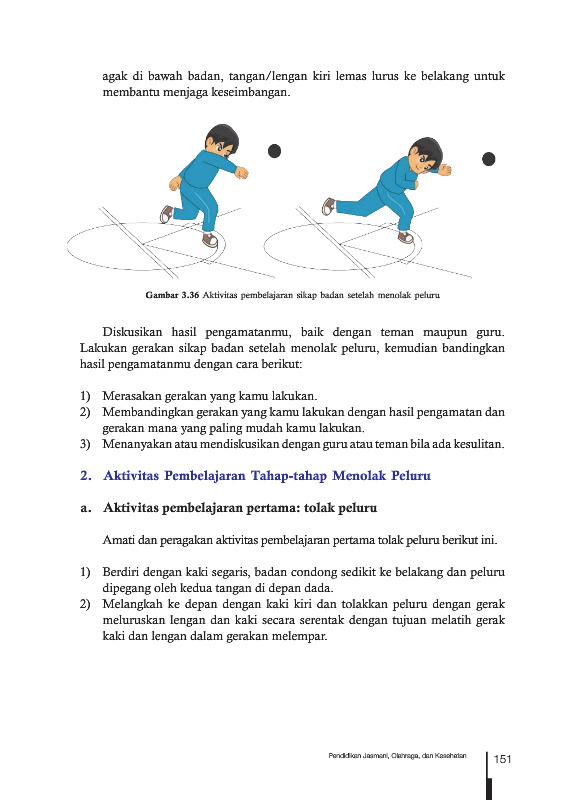 agak di bawah badan, tangan/lengan kiri lemas lurus ke belakang untuk
membantu menjaga keseimbangan.
Gambar 3.36 Aktivitas pembelajaran sikap badan setelah menolak peluru
Diskusikan hasil pengamatanmu, baik dengan teman maupun guru.
Lakukan gerakan sikap badan setelah menolak peluru, kemudian bandingkan
hasil pengamatanmu dengan cara berikut:
1) Merasakan gerakan yang kamu lakukan.
2) Membandingkan gerakan yang kamu lakukan dengan hasil pengamatan dan
gerakan mana yang paling mudah kamu lakukan.
3) Menanyakan atau mendiskusikan dengan guru atau teman bila ada kesulitan.
2. Aktivitas Pembelajaran Tahap-tahap Menolak Peluru
a. Aktivitas pembelajaran pertama: tolak peluru
Amati dan peragakan aktivitas pembelajaran pertama tolak peluru berikut ini.
1) Berdiri dengan kaki segaris, badan condong sedikit ke belakang dan peluru
dipegang oleh kedua tangan di depan dada.
2) Melangkah ke depan dengan kaki kiri dan tolakkan peluru dengan gerak
meluruskan lengan dan kaki secara serentak dengan tujuan melatih gerak
kaki dan lengan dalam gerakan melempar.
Pendidikan Jasmani, Olahraga, dan Kesehatan
151